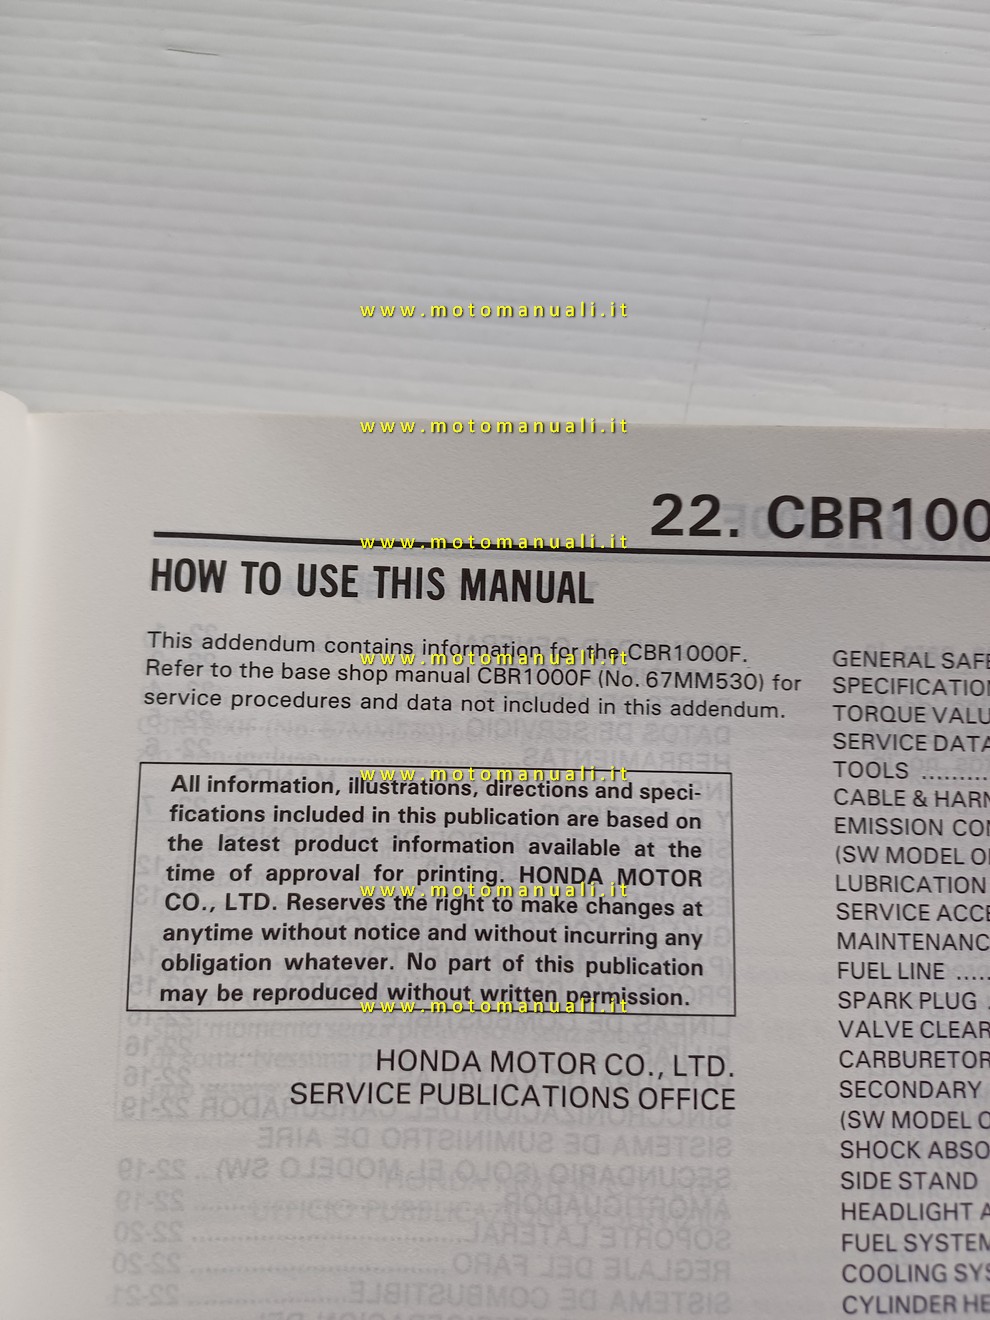 www.motomanuali.it
www.motomanuali.it
22. CBR100
www.motomanuali.it
HOW TO USE THIS MANUAL
This addendum contains information for the CBR1000F.
www.motomanuali.it
Refer to the base shop manual CBR1000F (No. 67MM530) for
service procedures and data not included in this addendum.
www.motomanuali.it
All information, illustrations, directions and speci-
fications included in this publication are based on
the latest product information available at the
time of approval for printing. HONDA MOTOR
www.motomanuali.it
CO., LTD. Reserves the right to make changes at
anytime without notice and without incurring any
obligation whatever. No part of this publication
may be reproduced without written permission.
www.motomanuali.it
HONDA MOTOR CO., LTD.
SERVICE PUBLICATIONS OFFICE
GENERAL SAFE
SPECIFICATION
TORQUE VALU
SERVICE DATA
TOOLS ..........
CABLE & HARN
EMISSION CON
(SW MODEL O
LUBRICATION
SERVICE ACCE
MAINTENANC
FUEL LINE .....
SPARK PLUG .
VALVE CLEAR
CARBURETOR
SECONDARY
(SW MODEL O
SHOCK ABSO
SIDE STAND
HEADLIGHT A
FUEL SYSTEM
COOLING SYS
CYLINDER HE